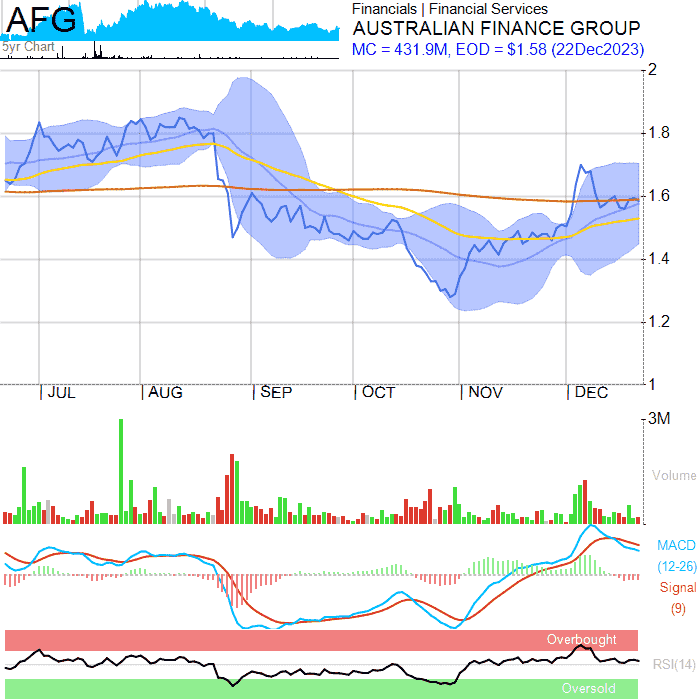 AFG
5yr Chart
Financials | Financial Services
AUSTRALIAN FINANCE GROUP
MC = 431.9M, EOD = $1.58 (22Dec2023)
2
1.8
1.6
1.4
1.2
1
| JUL | AUG | SEP | OCT | NOV | DEC
3M
Volume
MACD
(12-26)
Signal
(9)
Overbought
RSI(14)
Oversold